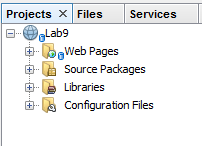 Projects × Files Services
Lab9
Web Pages
Source Packages
Libraries
Configuration Files